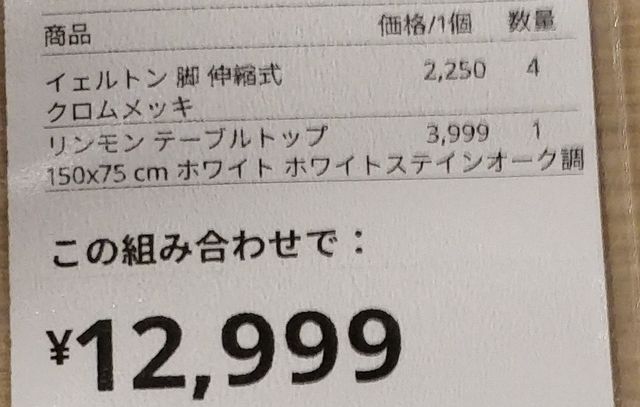 商品 価格/1個 数量
イェルトン 脚 伸縮式 2,250 4
クロムメッキ
リンモン テーブルトップ 3,999 1
150x75 cm ホワイト ホワイトステインオーク調
この組み合わせで：
¥12,999